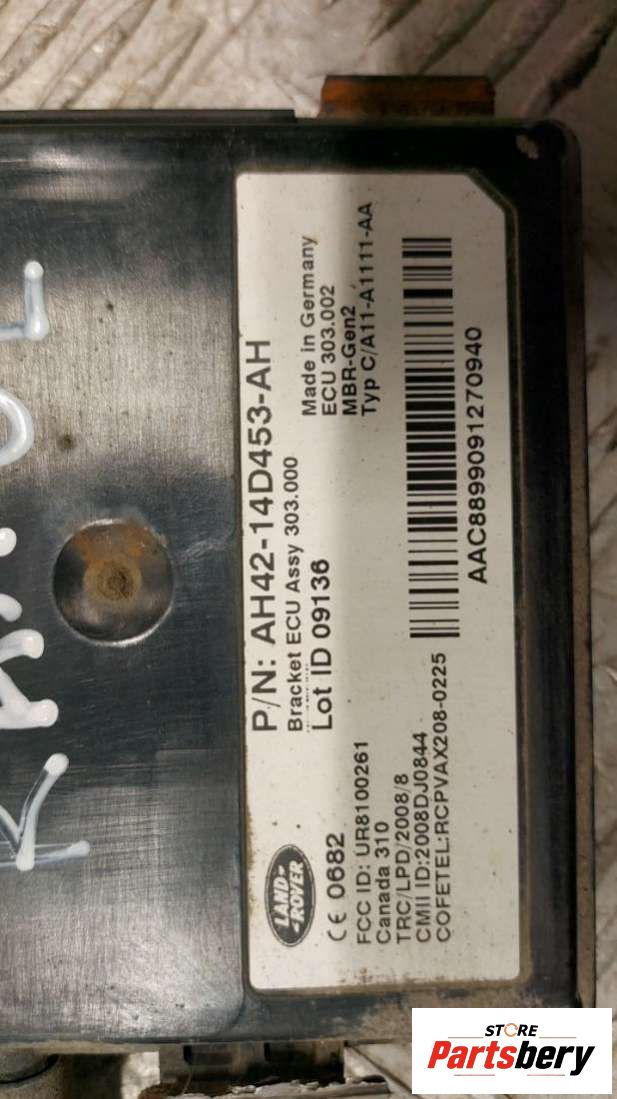 P/N: AH42-14D453-AH
Bracket ECU Assy 303.000
Lot ID 09136
Made in Germany
ECU 303.002
MBR-Gen2
Typ C/A11-A1111-AA
LAND-
-ROVER
CE 0682
FCC ID: UR8100261
Canada 310
TRC/LPD/2008/8
CMII ID:2008DJ0844
COFETEL:RCPVAX208-0225
AAC88999091270940
STORE
Partsbery